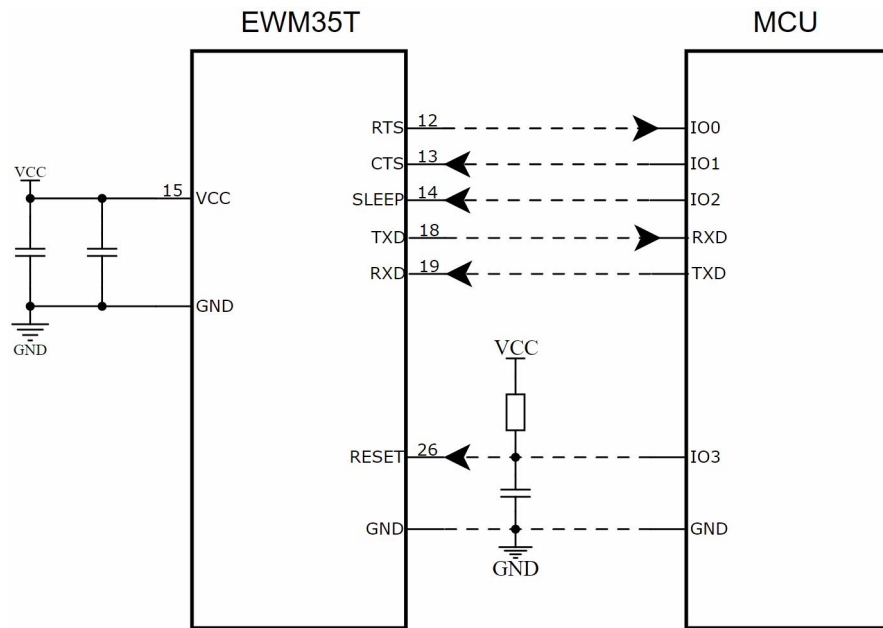 EWM35T MCU
RTS 12 IO0
CTS 13 IO1
VCC 15 VCC SLEEP 14 IO2
TXD 18 RXD
RXD 19 TXD
GND
GND
VCC
RESET 26 IO3
GND GND
GND